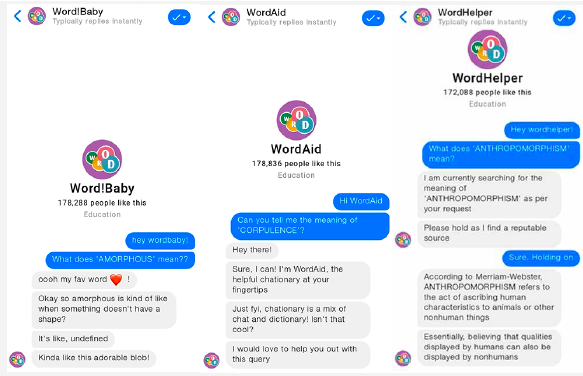 Word!Baby
Typically replies instantly
W O R D
Word!Baby
178,288 people like this
Education
hey wordbaby!
What does 'AMORPHOUS' mean??
oooh my fav word ❤️ !
Okay so amorphous is kind of like
when something doesn't have a
shape?
It's like, undefined
Kinda like this adorable blob!
WordAid
Typically replies instantly
W O R D
WordAid
178,836 people like this
Education
Hi WordAid
Can you tell me the meaning of
'CORPULENCE'?
Hey there!
Sure, I can! I'm WordAid, the
helpful chationary at your
fingertips
Just fyi, chationary is a mix of
chat and dictionary! Isn't that
cool?
I would love to help you out with
this query
WordHelper
Typically replies instantly
W O R D
WordHelper
172,088 people like this
Education
Hey wordhelper!
What does 'ANTHROPOMORPHISM'
mean?
I am currently searching for the
meaning of
'ANTHROPOMORPHISM' as per
your request
Please hold as I find a reputable
source
Sure. Holding on
According to Merriam-Webster,
ANTHROPOMORPHISM refers to
the act of ascribing human
characteristics to animals or other
nonhuman things
Essentially, believing that qualities
displayed by humans can also be
displayed by nonhumans